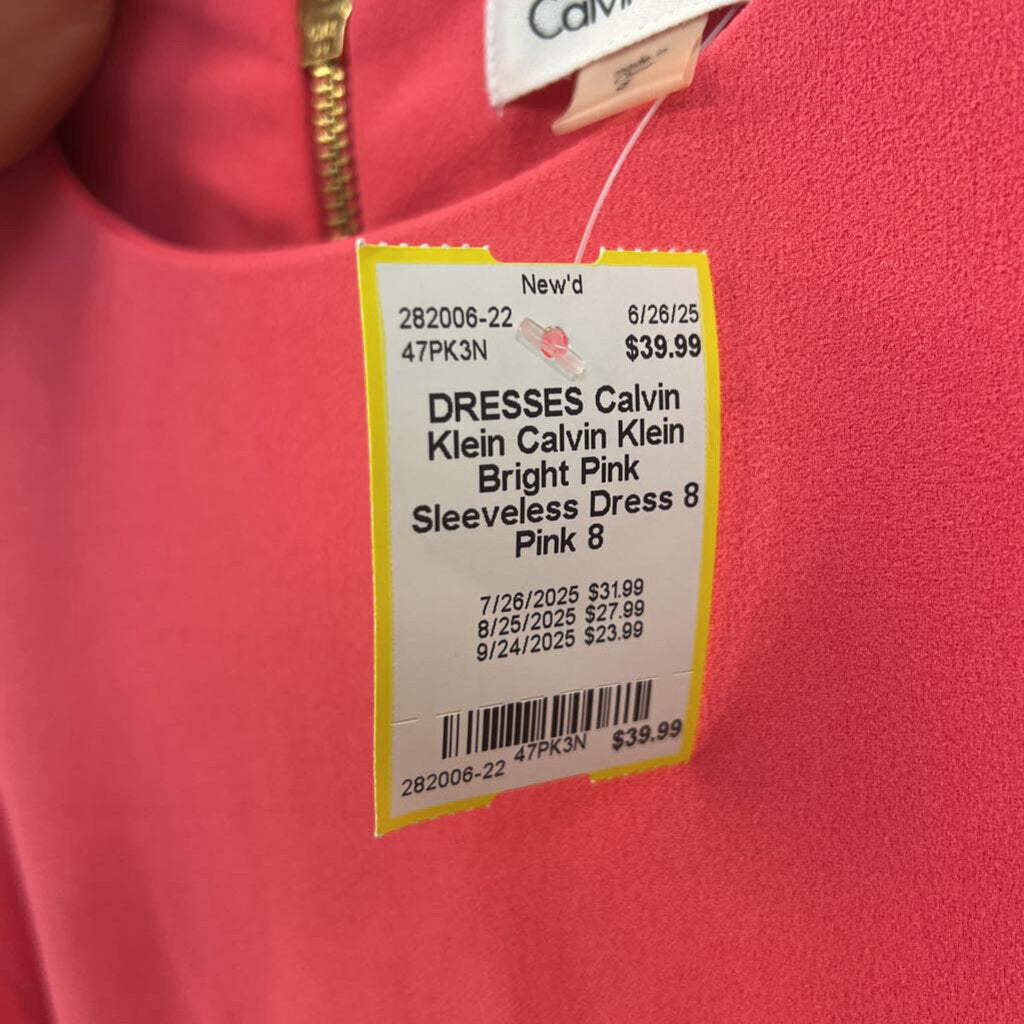 New'd
282006-22 6/26/25
47PK3N $39.99
DRESSES Calvin
Klein Calvin Klein
Bright Pink
Sleeveless Dress 8
Pink 8
7/26/2025 $31.99
8/25/2025 $27.99
9/24/2025 $23.99
47PK3N $39.99
282006-22